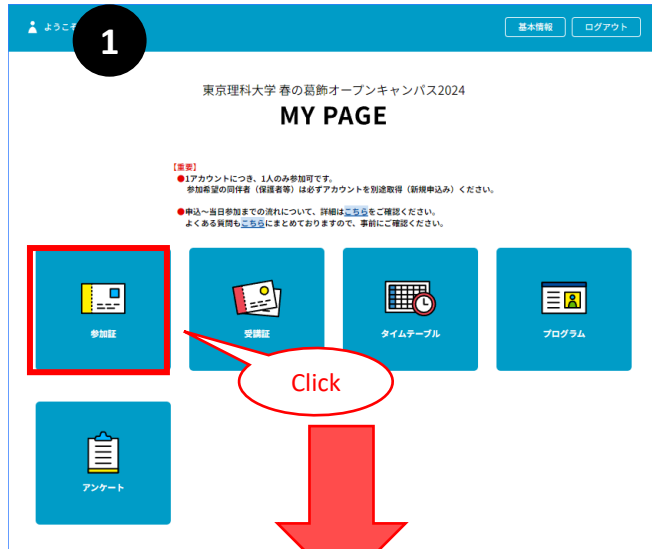 ようこそ
1
基本情報
ログアウト
東京理科大学 春の葛飾オープンキャンパス2024
MY PAGE
【重要】
●1アカウントにつき、1人のみ参加可です。
参加希望の同伴者（保護者等）は必ずアカウントを別途取得（新規申込み）ください。
●申込～当日参加までの流れについて、詳細はこちらをご確認ください。
よくある質問もこちらにまとめておりますので、事前にご確認ください。
参加証
受講証
タイムテーブル
プログラム
Click
アンケート